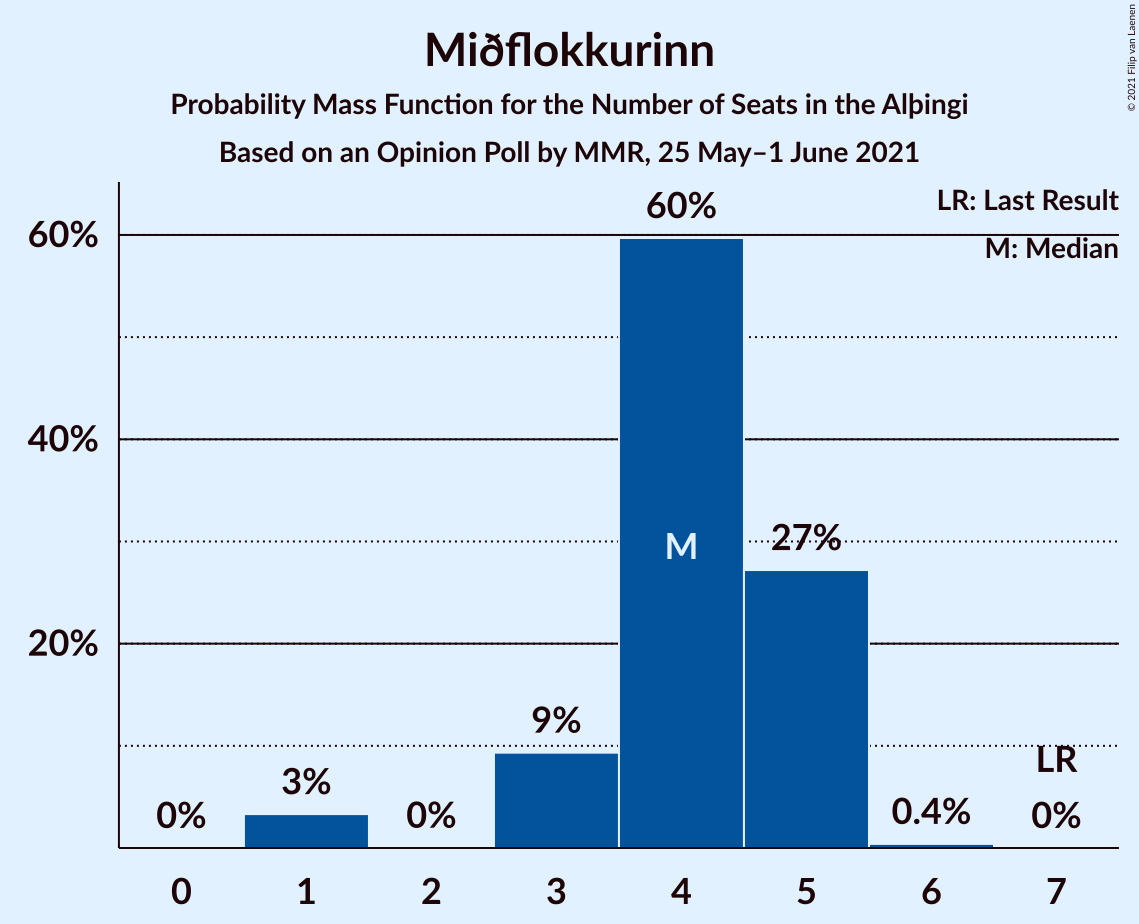 Miðflokkurinn
Probability Mass Function for the Number of Seats in the Alþingi
Based on an Opinion Poll by MMR, 25 May–1 June 2021
© 2021 Filip van Laenen
LR: Last Result
M: Median
60%
40%
20%
0%
3%
0%
9%
60%
M
27%
0.4%
LR
0%
0 1 2 3 4 5 6 7